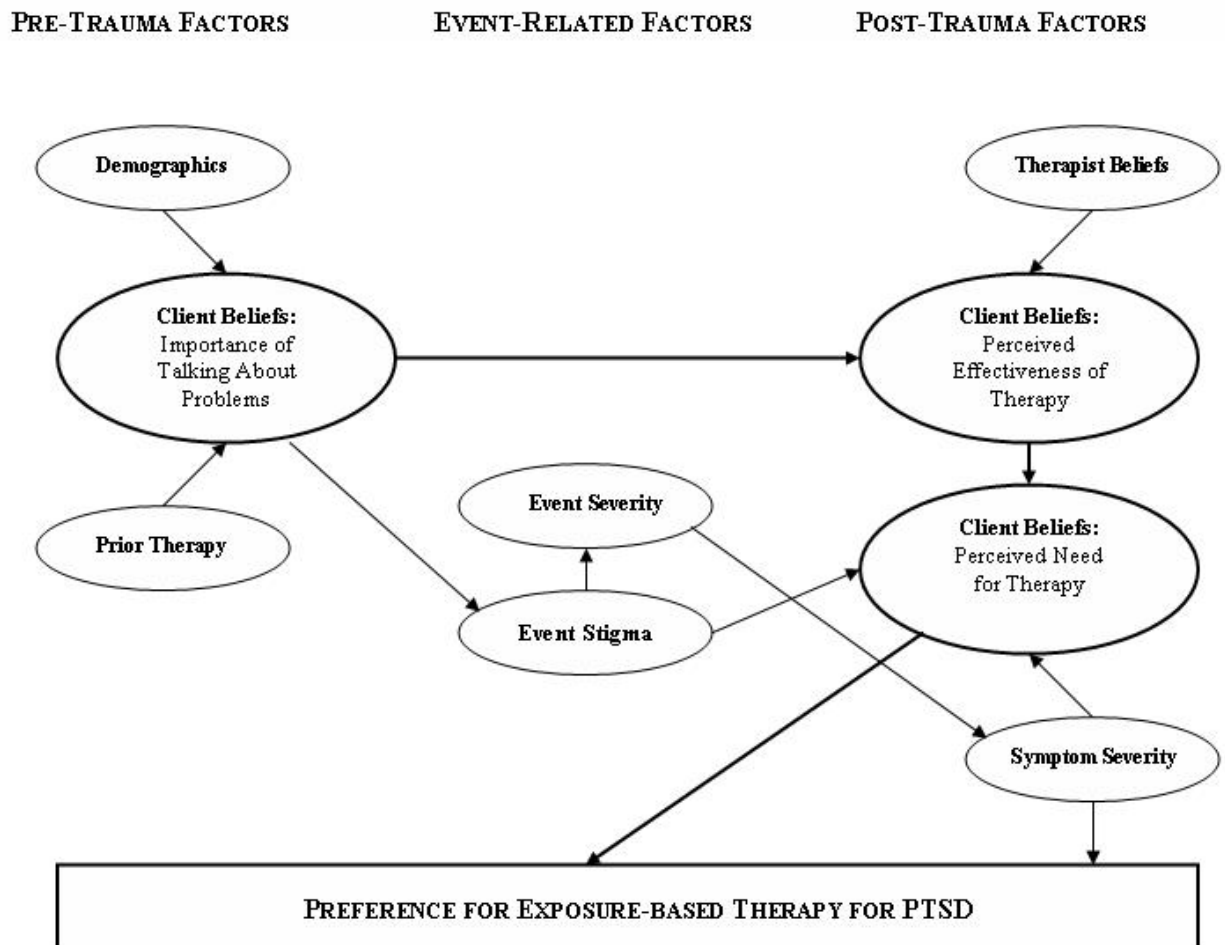 PRE-TRAUMA FACTORS EVENT-RELATED FACTORS POST-TRAUMA FACTORS
Demographics
Therapist Beliefs
Client Beliefs:
Importance of
Talking About
Problems
Client Beliefs:
Perceived
Effectiveness of
Therapy
Prior Therapy
Event Severity
Event Stigma
Client Beliefs:
Perceived Need
for Therapy
Symptom Severity
PREFERENCE FOR EXPOSURE-BASED THERAPY FOR PTSD